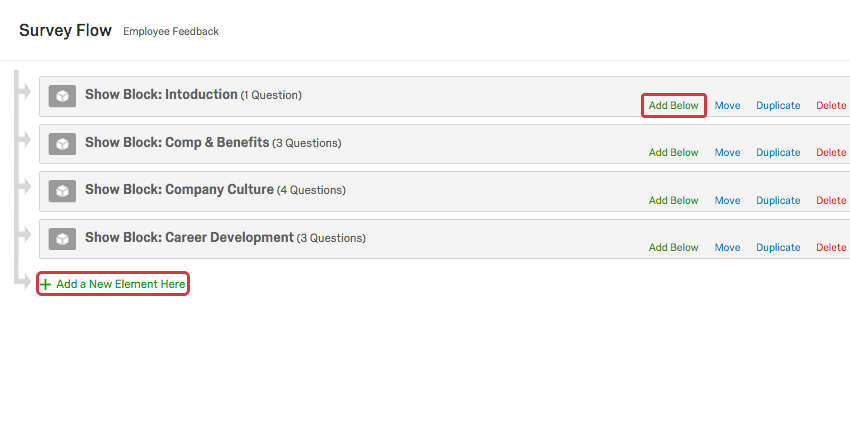 Survey Flow Employee Feedback
Show Block: Intoduction (1 Question)
Add Below Move Duplicate Delete
Show Block: Comp & Benefits (3 Questions)
Add Below Move Duplicate Delete
Show Block: Company Culture (4 Questions)
Add Below Move Duplicate Delete
Show Block: Career Development (3 Questions)
Add Below Move Duplicate Delete
+ Add a New Element Here